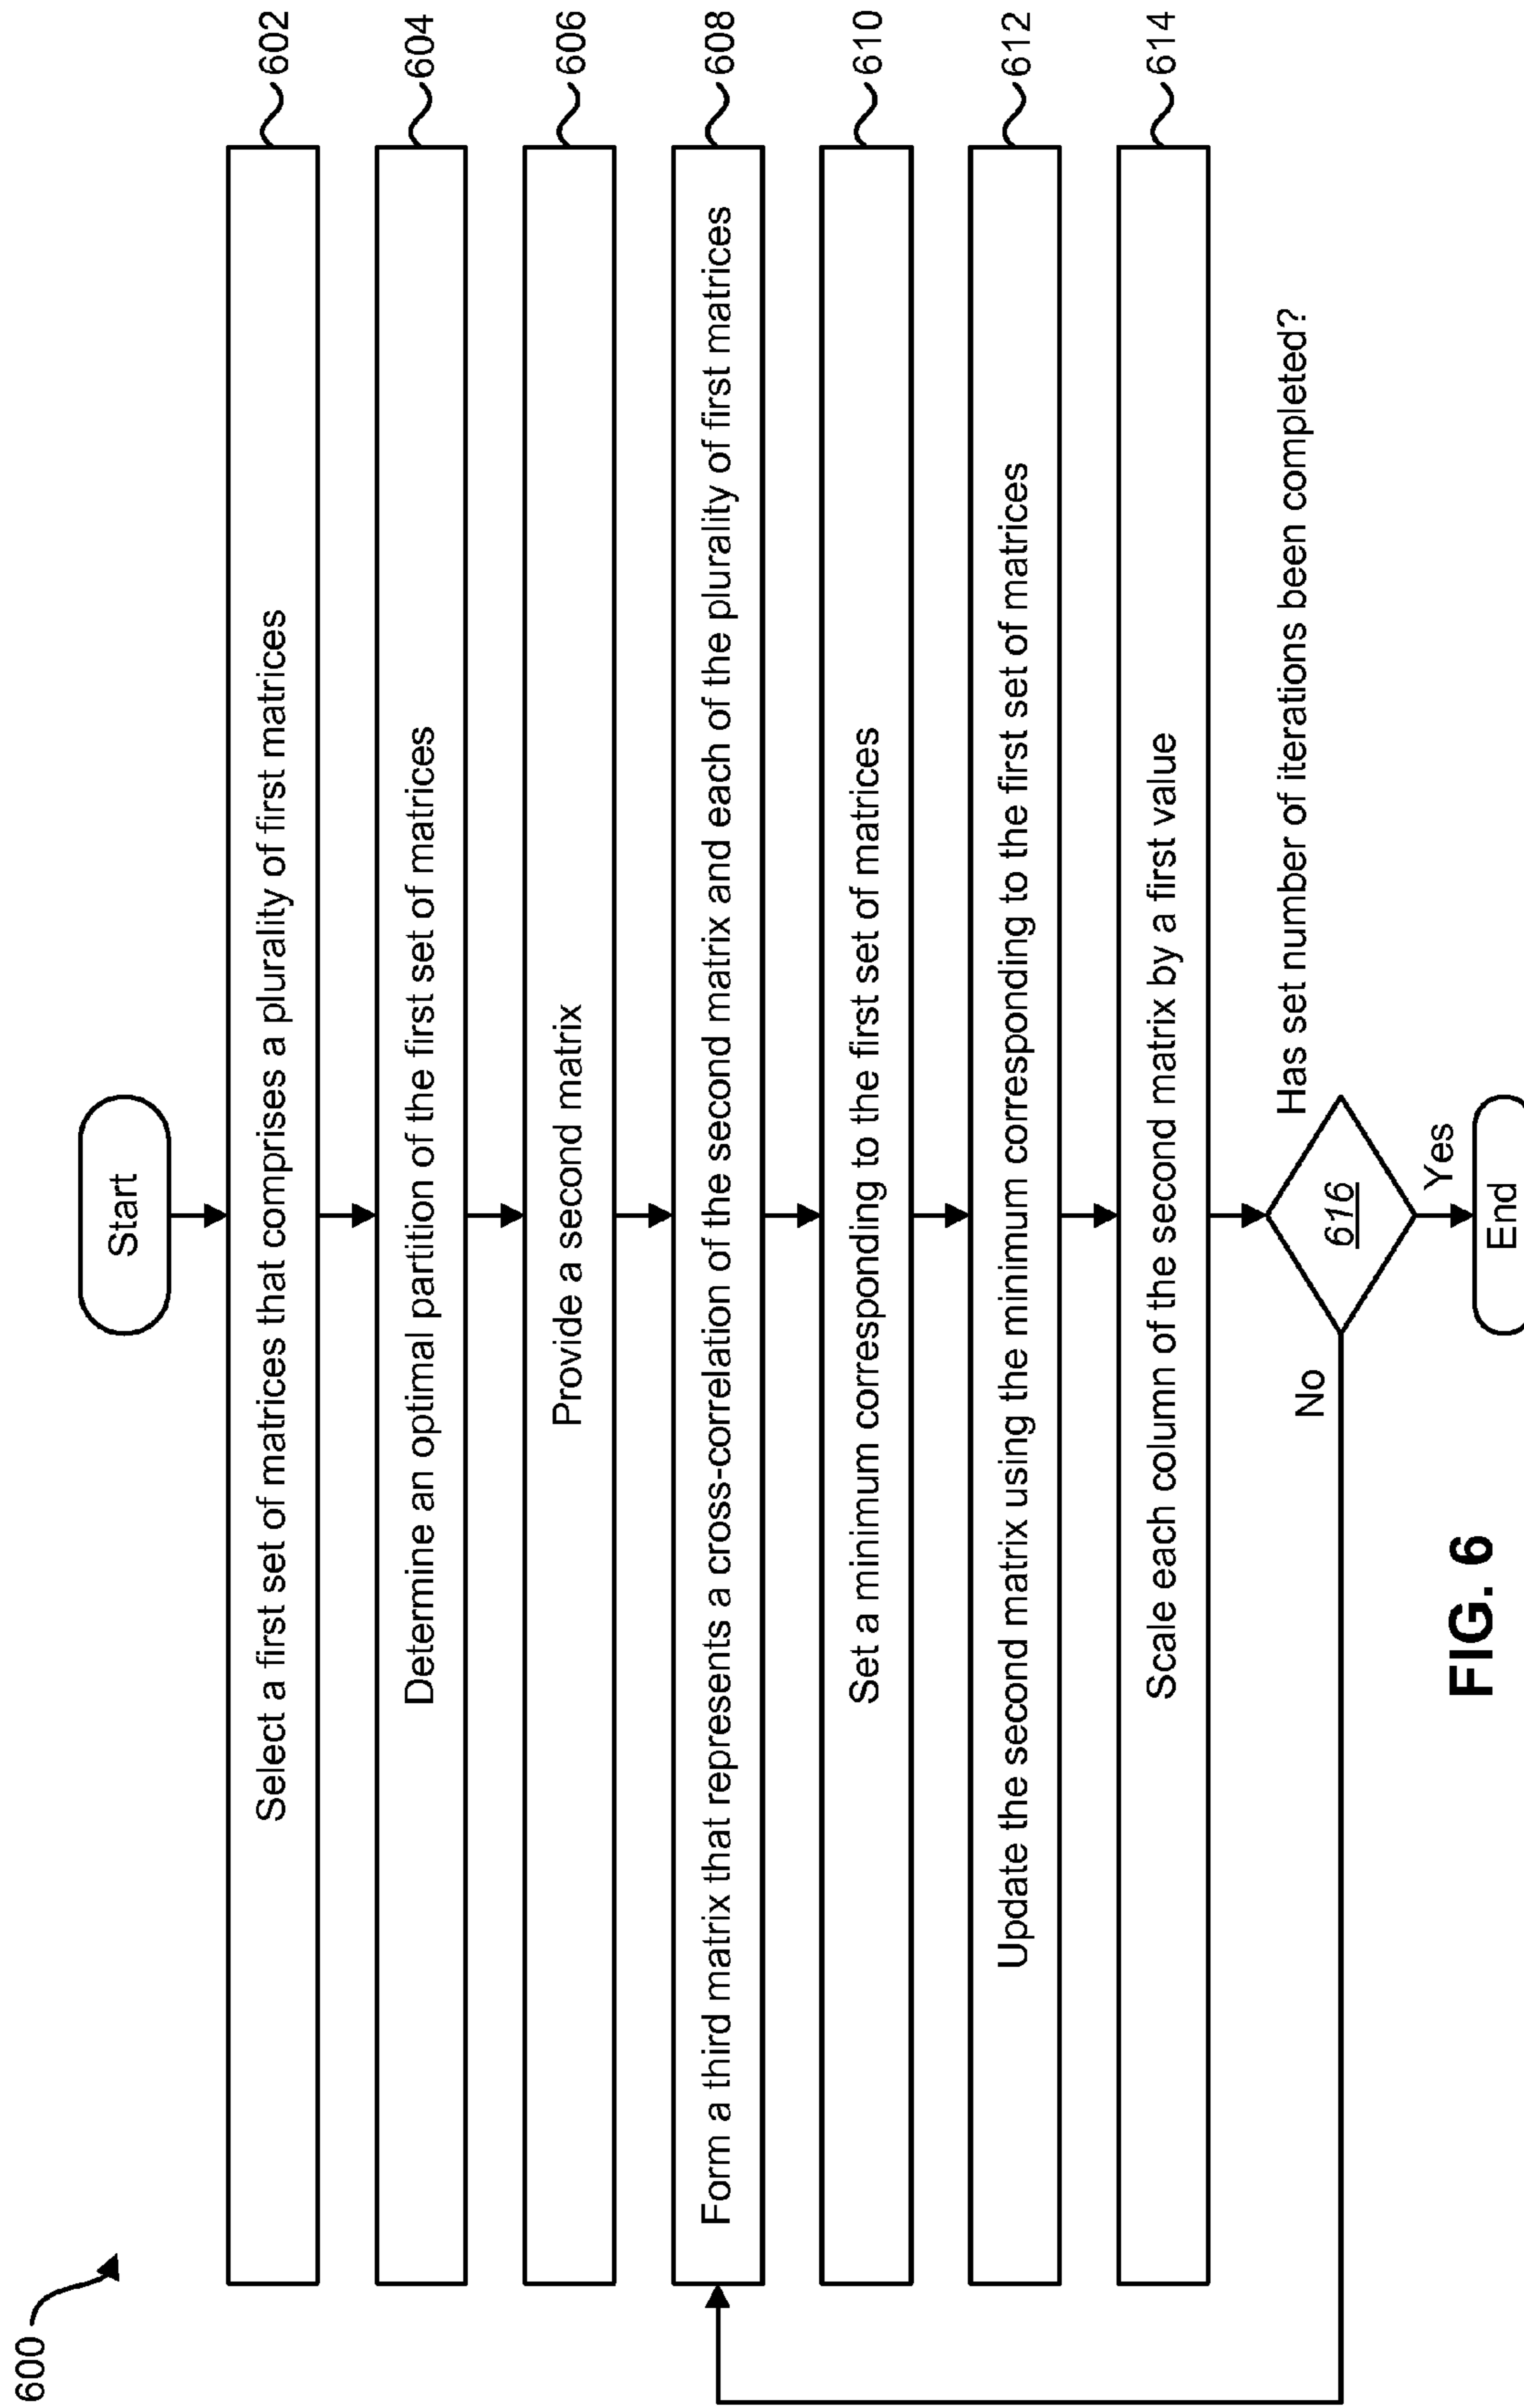 600
Start
Select a first set of matrices that comprises a plurality of first matrices
602
Determine an optimal partition of the first set of matrices
604
Provide a second matrix
606
Form a third matrix that represents a cross-correlation of the second matrix and each of the plurality of first matrices
608
Set a minimum corresponding to the first set of matrices
610
Update the second matrix using the minimum corresponding to the first set of matrices
612
Scale each column of the second matrix by a first value
614
Has set number of iterations been completed?
616
No
Yes
End
FIG. 6